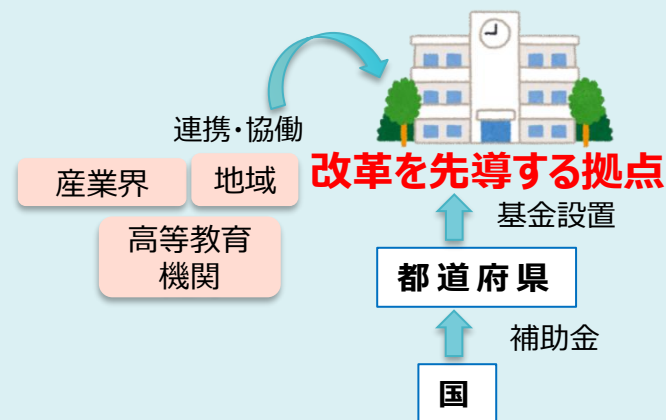 連携・協働
産業界
地域
高等教育
機関
改革を先導する拠点
基金設置
都道府県
補助金
国